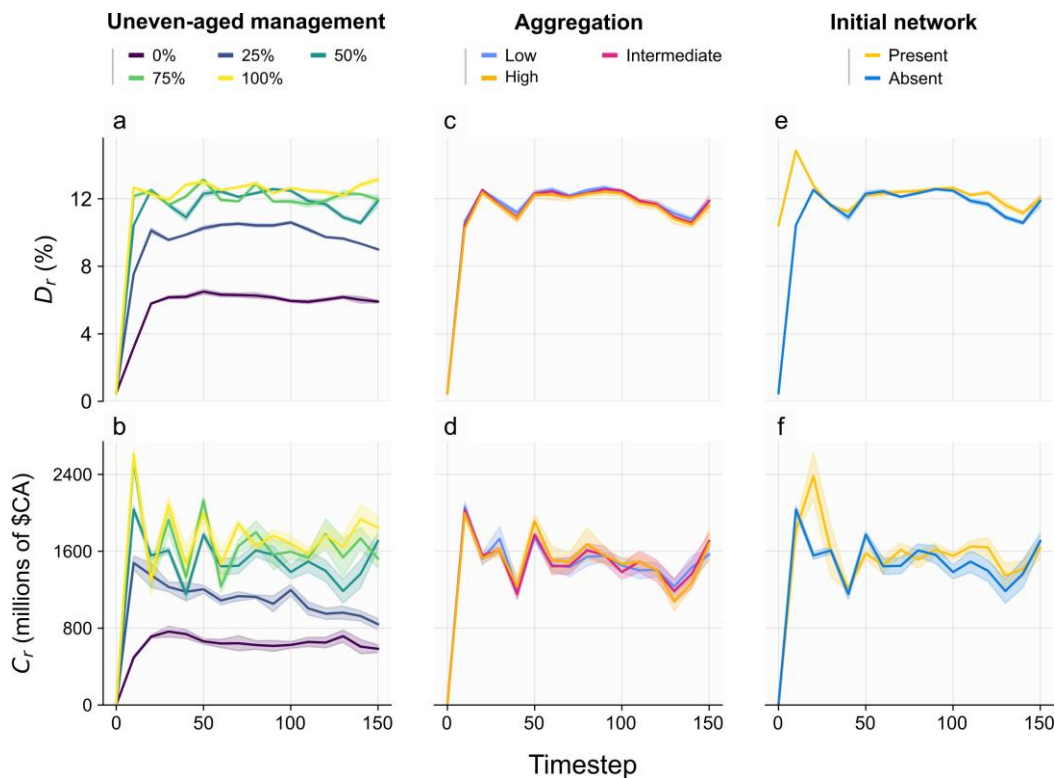 Uneven-aged management
0% 25% 50%
75% 100%
Aggregation
Low Intermediate
High
Initial network
Present
Absent
a
c
e
12
8
4
0
D_r (%)
b
d
f
2400
1600
800
0
C_r (millions of $CA)
0 50 100 150
0 50 100 150
0 50 100 150
Timestep